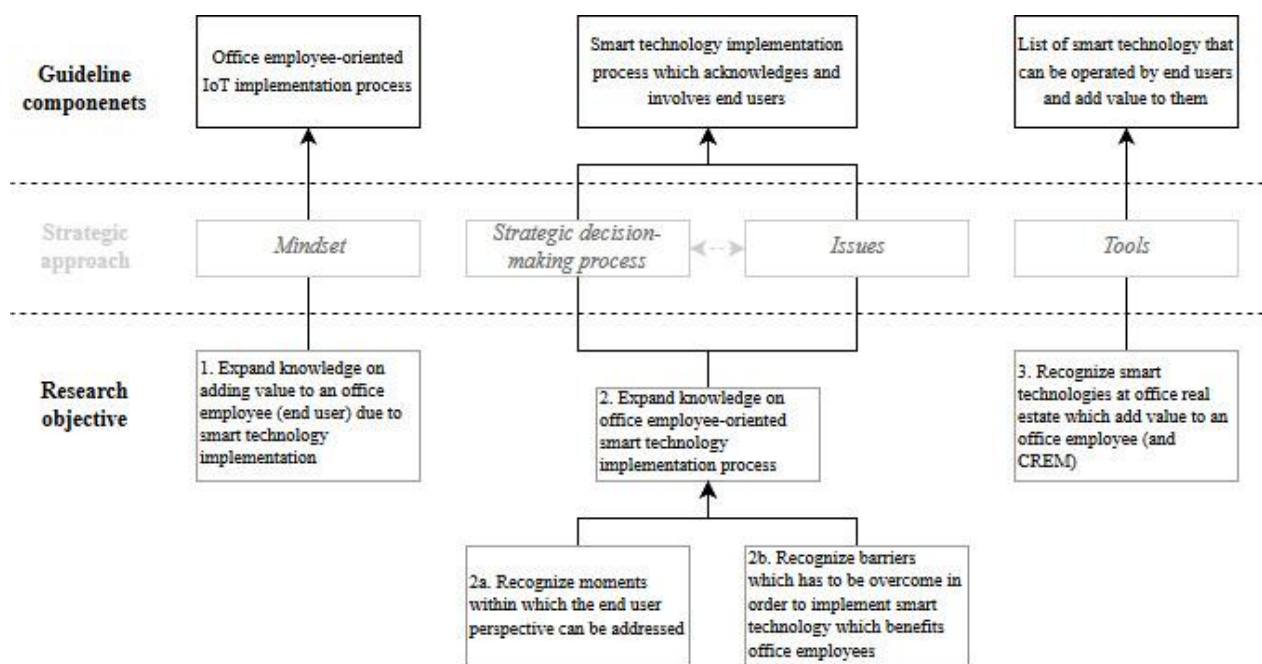 Guideline
componenets
Office employee-oriented
IoT implementation process
Smart technology implementation
process which acknowledges and
involves end users
List of smart technology that
can be operated by end users
and add value to them
Strategic
approach
Mindset
Strategic decision-
making process
Issues
Tools
Research
objective
1. Expand knowledge on
adding value to an office
employee (end user) due to
smart technology
implementation
2. Expand knowledge on
office employee-oriented
smart technology
implementation process
3. Recognize smart
technologies at office real
estate which add value to an
office employee (and
CREM)
2a. Recognize moments
within which the end user
perspective can be addressed
2b. Recognize barriers
which has to be overcome in
order to implement smart
technology which benefits
office employees